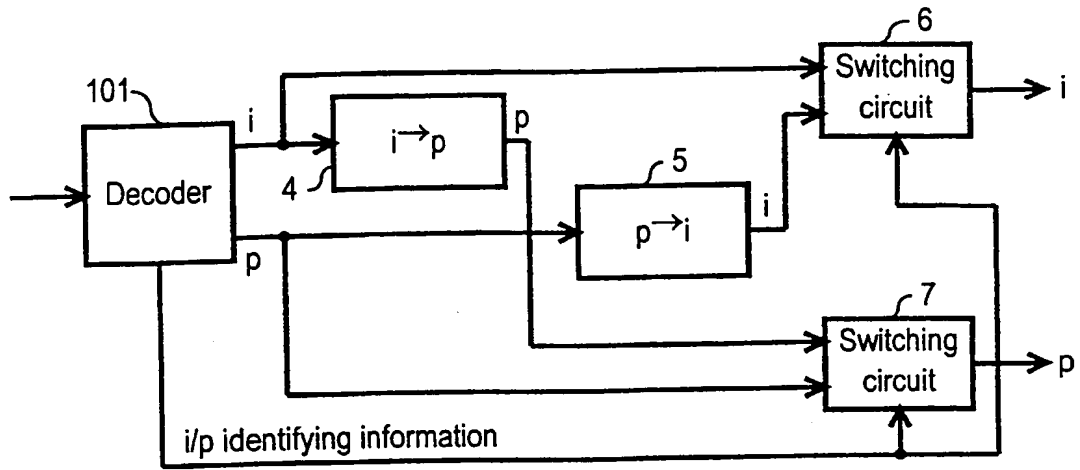 6
Switching
circuit
i
101
i
i→p
p
4
Decoder
5
p→i
i
p
7
Switching
circuit
p
i/p identifying information